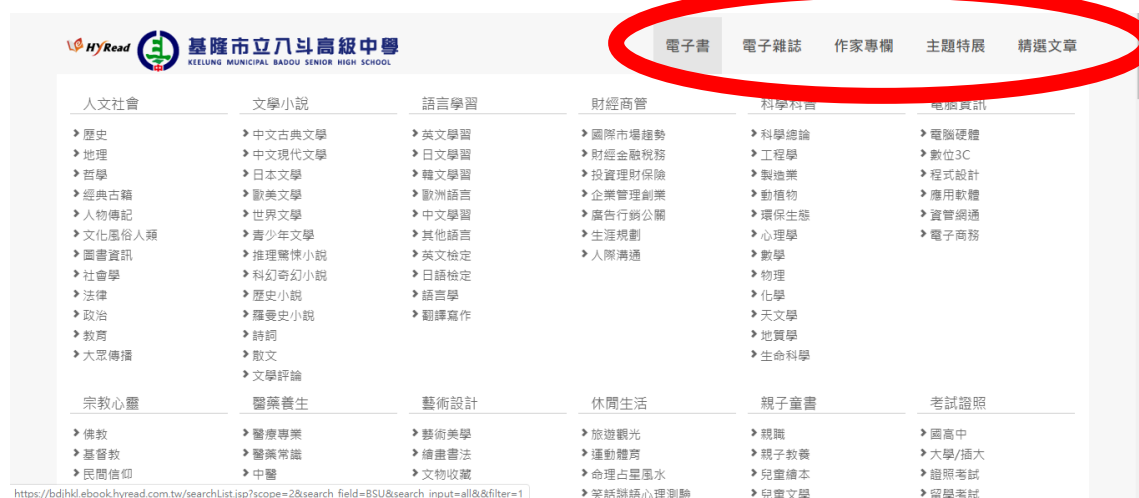 HyRead 基隆市立八斗高級中學
KEELUNG MUNICIPAL BADOU SENIOR HIGH SCHOOL
電子書 電子雜誌 作家專欄 主題特展 精選文章
人文社會
歷史
地理
哲學
經典古籍
人物傳記
文化風俗人類
圖書資訊
社會學
法律
政治
教育
大眾傳播
文學小說
中文古典文學
中文現代文學
日本文學
歐美文學
世界文學
青少年文學
推理驚悚小說
科幻奇幻小說
歷史小說
羅曼史小說
詩詞
散文
文學評論
語言學習
英文學習
日文學習
韓文學習
歐洲語言
中文學習
其他語言
英文檢定
日語檢定
語言學
翻譯寫作
財經商管
國際市場趨勢
財經金融稅務
投資理財保險
企業管理創業
廣告行銷公關
生涯規劃
人際溝通
科學科普
科學總論
工程學
製造業
動植物
環保生態
心理學
數學
物理
化學
天文學
地質學
生命科學
電腦資訊
電腦硬體
數位3C
程式設計
應用軟體
資管網通
電子商務
宗教心靈
佛教
基督教
民間信仰
醫藥養生
醫療專業
醫藥常識
中醫
藝術設計
藝術美學
繪畫書法
文物收藏
休閒生活
旅遊觀光
運動體育
命理占星風水
笑話謎語心理測驗
親子童書
親職
親子教養
兒童繪本
兒童文學
考試證照
國高中
大學/插大
證照考試
留學考試
https://bdjhkl.ebook.hyread.com.tw/searchList.jsp?scope=2&search_field=BSU&search_input=all&&filter=1